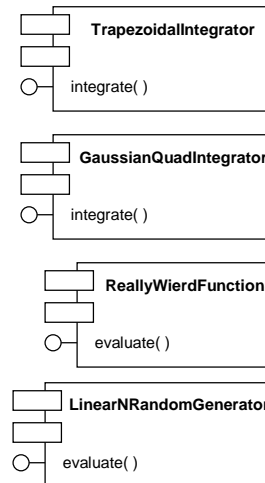 TrapezoidalIntegrator
integrate( )
GaussianQuadIntegrator
integrate( )
ReallyWierdFunction
evaluate( )
LinearNRandomGenerator
evaluate( )